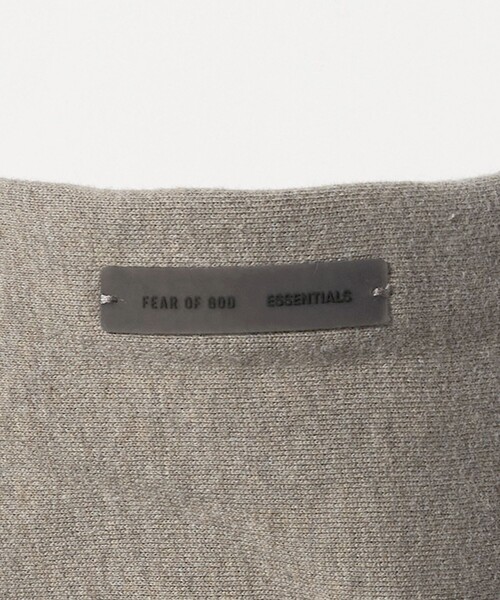 FEAR OF GOD ESSENTIALS